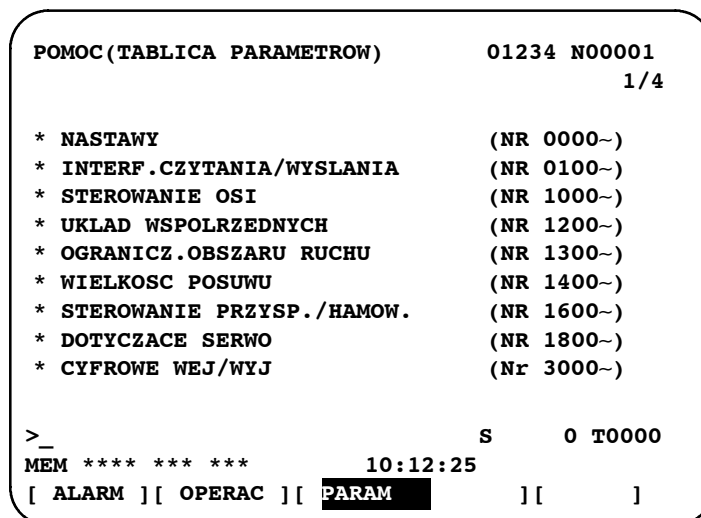 POMOC(TABLICA PARAMETROW) 01234 N00001
1/4
* NASTAWY (NR 0000~)
* INTERF.CZYTANIA/WYSLANIA (NR 0100~)
* STEROWANIE OSI (NR 1000~)
* UKLAD WSPOLRZEDNYCH (NR 1200~)
* OGRANICZ.OBSZARU RUCHU (NR 1300~)
* WIELKOSC POSUWU (NR 1400~)
* STEROWANIE PRZYSP./HAMOW. (NR 1600~)
* DOTYCZACE SERWO (NR 1800~)
* CYFROWE WEJ/WYJ (Nr 3000~)
>_ S 0 T0000
MEM **** *** *** 10:12:25
[ ALARM ][ OPERAC ][ PARAM ][ ]